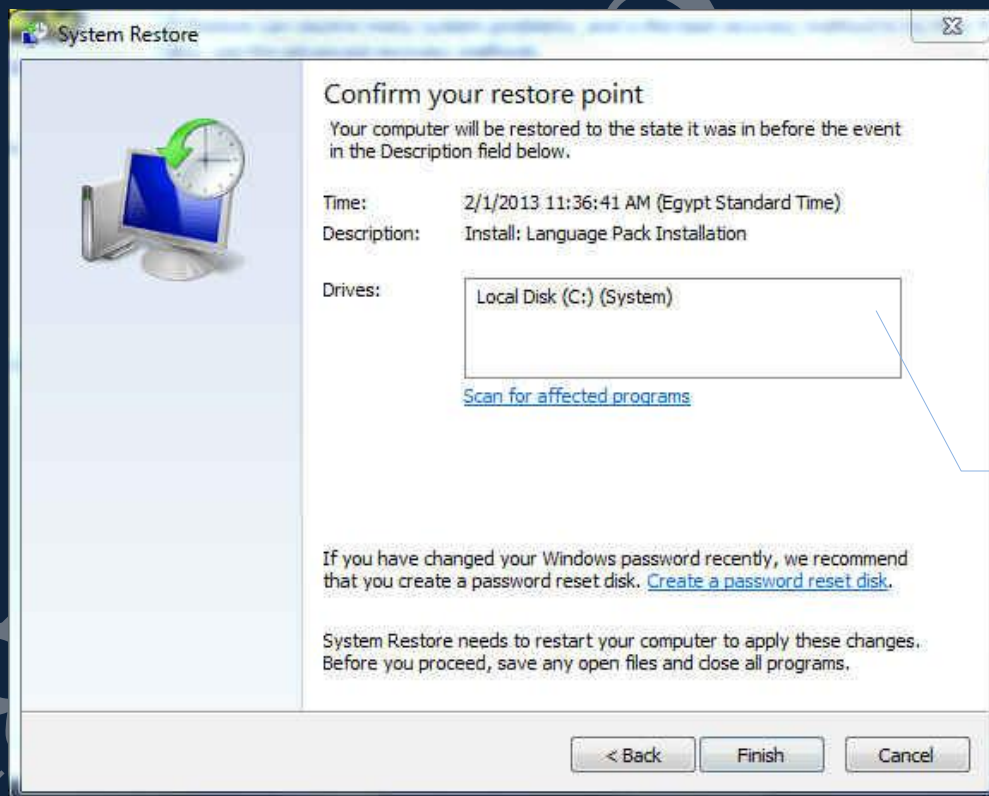 System Restore
Confirm your restore point
Your computer will be restored to the state it was in before the event
in the Description field below.
Time: 2/1/2013 11:36:41 AM (Egypt Standard Time)
Description: Install: Language Pack Installation
Drives: Local Disk (C:) (System)
Scan for affected programs
If you have changed your Windows password recently, we recommend
that you create a password reset disk. Create a password reset disk.
System Restore needs to restart your computer to apply these changes.
Before you proceed, save any open files and close all programs.
< Back Finish Cancel